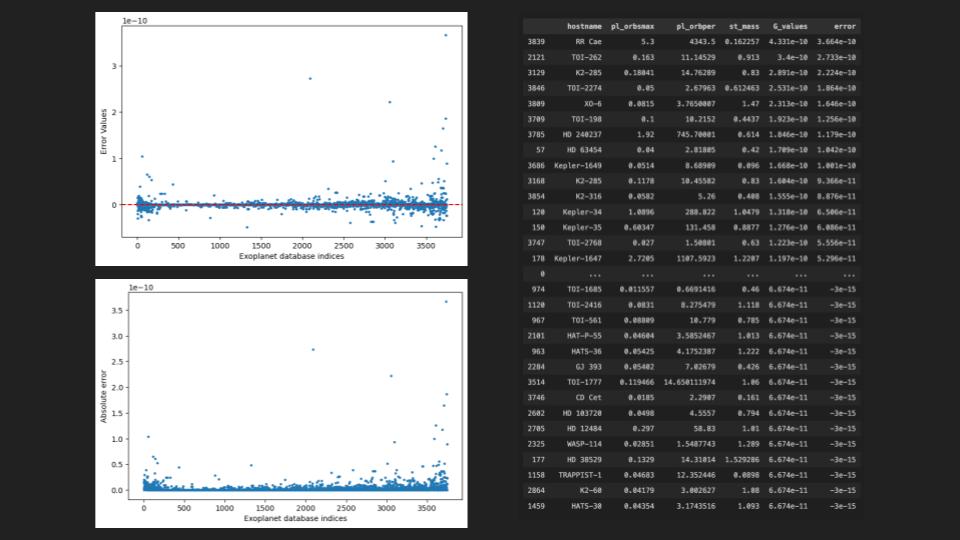 1e-10
3
2
1
0
Error Values
0 500 1000 1500 2000 2500 3000 3500
Exoplanet database indices
1e-10
3.5
3.0
2.5
2.0
1.5
1.0
0.5
0.0
Absolute error
0 500 1000 1500 2000 2500 3000 3500
Exoplanet database indices
hostname pl_orbsmax pl_orbper st_mass G_values error
3839 RR Cae 5.3 4343.5 0.162257 4.331e-10 3.664e-10
2121 TOI-262 0.163 11.14529 0.913 3.4e-10 2.733e-10
3129 K2-285 0.18041 14.76289 0.83 2.891e-10 2.224e-10
3846 TOI-2274 0.05 2.67963 0.612463 2.531e-10 1.864e-10
3809 XO-6 0.0815 3.7650007 1.47 2.313e-10 1.646e-10
3709 TOI-198 0.1 10.2152 0.4437 1.923e-10 1.256e-10
3785 HD 240237 1.92 745.70001 0.614 1.846e-10 1.179e-10
57 HD 63454 0.04 2.81805 0.42 1.709e-10 1.042e-10
3686 Kepler-1649 0.0514 8.68909 0.096 1.668e-10 1.001e-10
3168 K2-285 0.1178 10.45582 0.83 1.604e-10 9.366e-11
3854 K2-316 0.0582 5.26 0.408 1.555e-10 8.876e-11
120 Kepler-34 1.0896 288.822 1.0479 1.318e-10 6.506e-11
150 Kepler-35 0.60347 131.458 0.8877 1.276e-10 6.086e-11
3747 TOI-2768 0.027 1.50801 0.63 1.223e-10 5.556e-11
178 Kepler-1647 2.7205 1107.5923 1.2207 1.197e-10 5.296e-11
0 ... ... ... ... ...
974 TOI-1685 0.011557 0.6691416 0.46 6.674e-11 -3e-15
1120 TOI-2416 0.0831 8.275479 1.118 6.674e-11 -3e-15
967 TOI-561 0.08809 10.779 0.785 6.674e-11 -3e-15
2101 HAT-P-55 0.04604 3.5852467 1.013 6.674e-11 -3e-15
963 HATS-36 0.05425 4.1752387 1.222 6.674e-11 -3e-15
2284 GJ 393 0.05402 7.02679 0.426 6.674e-11 -3e-15
3514 TOI-1777 0.119466 14.650111974 1.06 6.674e-11 -3e-15
3746 CD Cet 0.0185 2.2907 0.161 6.674e-11 -3e-15
2602 HD 103720 0.0498 4.5557 0.794 6.674e-11 -3e-15
2705 HD 12484 0.297 58.83 1.01 6.674e-11 -3e-15
2325 WASP-114 0.02851 1.5487743 1.289 6.674e-11 -3e-15
177 HD 38529 0.1329 14.31014 1.529286 6.674e-11 -3e-15
1158 TRAPPIST-1 0.04683 12.352446 0.0898 6.674e-11 -3e-15
2864 K2-60 0.04179 3.002627 1.08 6.674e-11 -3e-15
1459 HATS-30 0.04354 3.1743516 1.093 6.674e-11 -3e-15